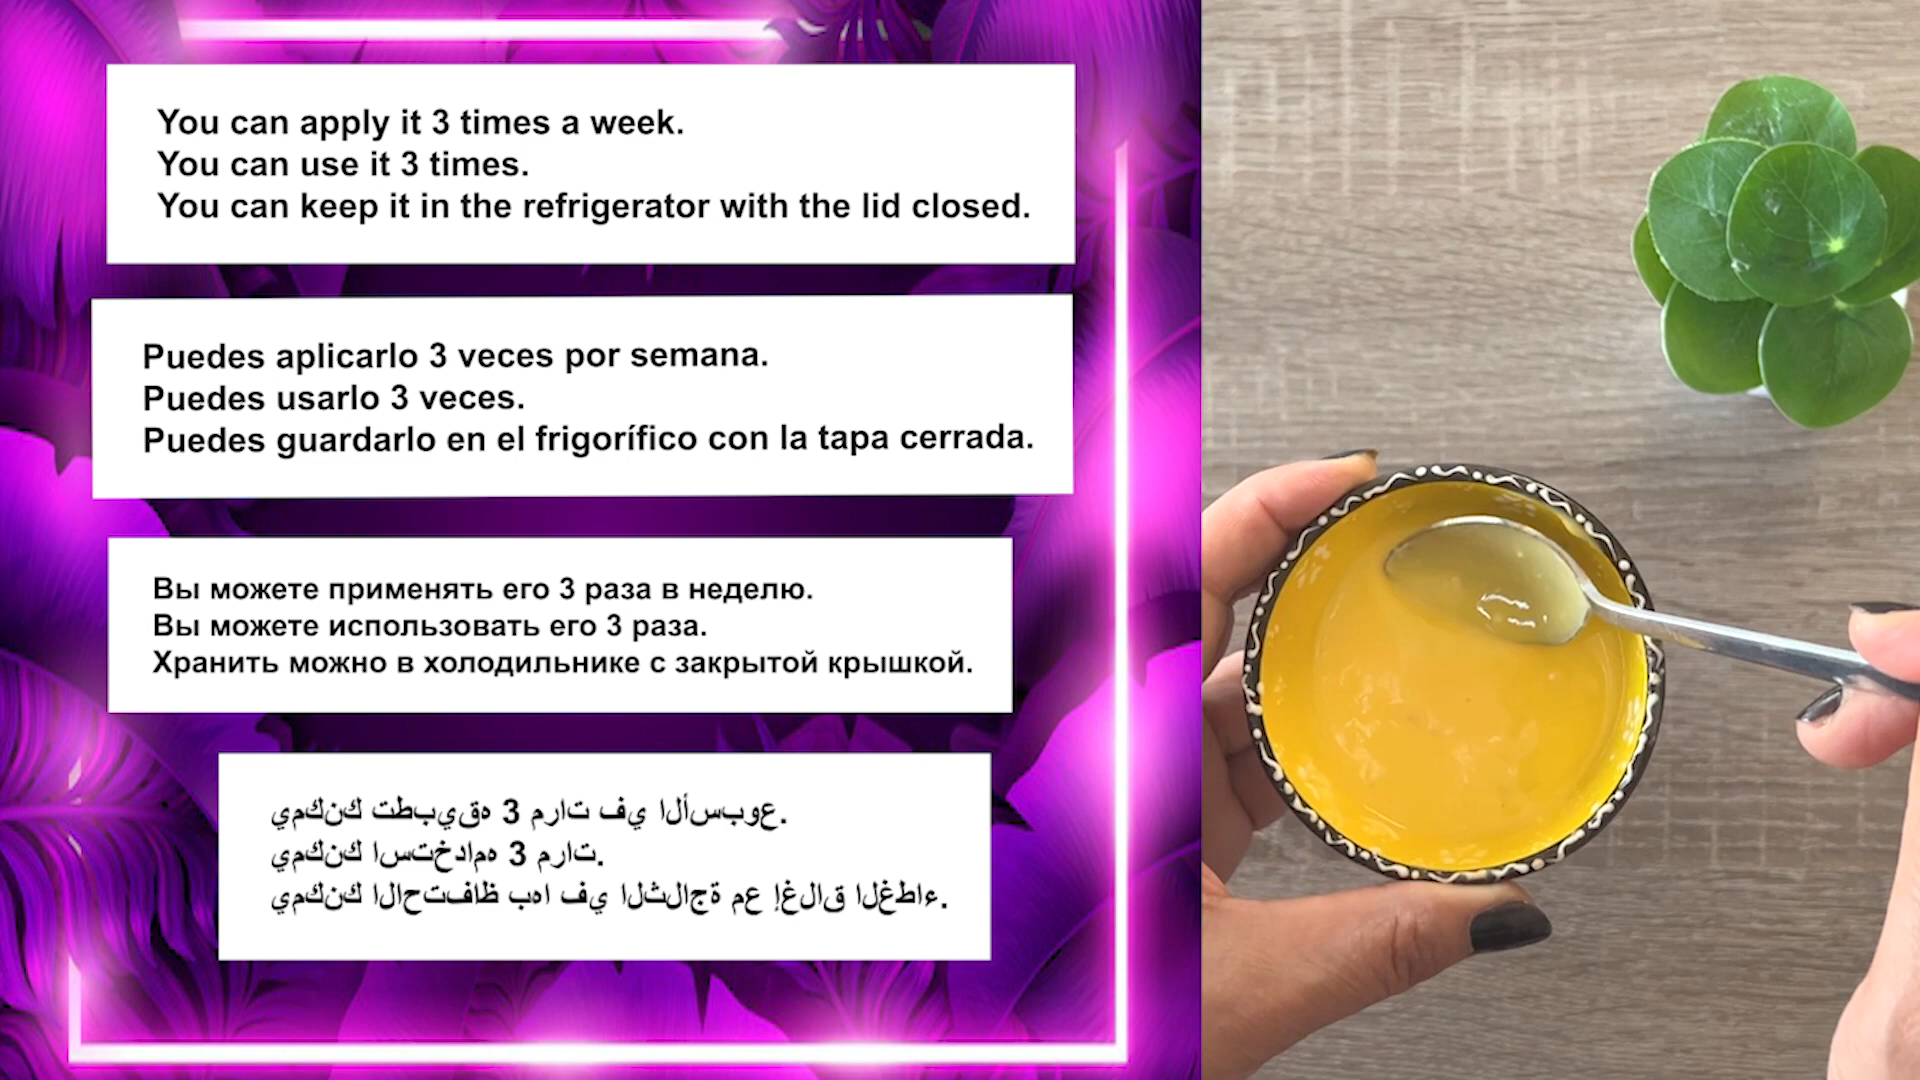 You can apply it 3 times a week.
You can use it 3 times.
You can keep it in the refrigerator with the lid closed.
Puedes aplicarlo 3 veces por semana.
Puedes usarlo 3 veces.
Puedes guardarlo en el frigorífico con la tapa cerrada.
Вы можете применять его 3 раза в неделю.
Вы можете использовать его 3 раза.
Хранить можно в холодильнике с закрытой крышкой.
يمكنك تطبيقه 3 مرات في الأسبوع.
يمكنك استخدامه 3 مرات.
يمكنك الاحتفاظ بها في الثلاجة مع إغلاق الغطاء.